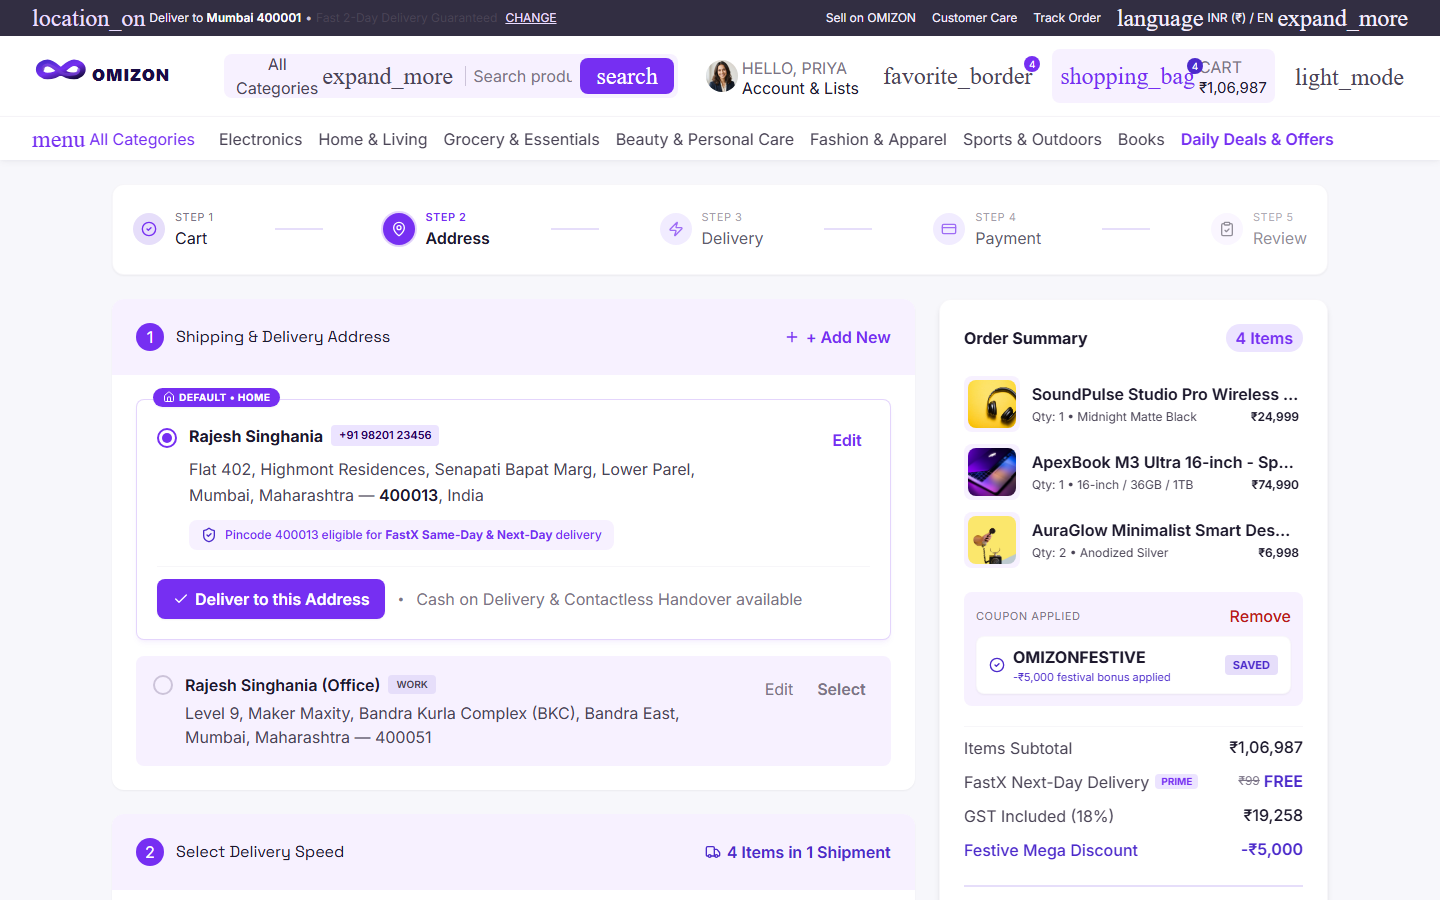 location_on Deliver to Mumbai 400001 • Fast 2-Day Delivery Guaranteed CHANGE
Sell on OMIZON Customer Care Track Order language INR (₹) / EN expand_more
OMIZON
All Categories expand_more Search produ search
HELLO, PRIYA
Account & Lists
favorite_border 4
shopping_bag 4 CART
₹1,06,987
light_mode
menu All Categories Electronics Home & Living Grocery & Essentials Beauty & Personal Care Fashion & Apparel Sports & Outdoors Books Daily Deals & Offers
STEP 1
Cart
STEP 2
Address
STEP 3
Delivery
STEP 4
Payment
STEP 5
Review
1 Shipping & Delivery Address + + Add New
DEFAULT • HOME
Rajesh Singhania +91 98201 23456 Edit
Flat 402, Highmont Residences, Senapati Bapat Marg, Lower Parel,
Mumbai, Maharashtra — 400013, India
Pincode 400013 eligible for FastX Same-Day & Next-Day delivery
Deliver to this Address • Cash on Delivery & Contactless Handover available
Rajesh Singhania (Office) WORK Edit Select
Level 9, Maker Maxity, Bandra Kurla Complex (BKC), Bandra East,
Mumbai, Maharashtra — 400051
2 Select Delivery Speed 4 Items in 1 Shipment
Order Summary 4 Items
SoundPulse Studio Pro Wireless ...
Qty: 1 • Midnight Matte Black ₹24,999
ApexBook M3 Ultra 16-inch - Sp...
Qty: 1 • 16-inch / 36GB / 1TB ₹74,990
AuraGlow Minimalist Smart Des...
Qty: 2 • Anodized Silver ₹6,998
COUPON APPLIED Remove
OMIZONFESTIVE SAVED
-₹5,000 festival bonus applied
Items Subtotal ₹1,06,987
FastX Next-Day Delivery PRIME ₹99 FREE
GST Included (18%) ₹19,258
Festive Mega Discount -₹5,000